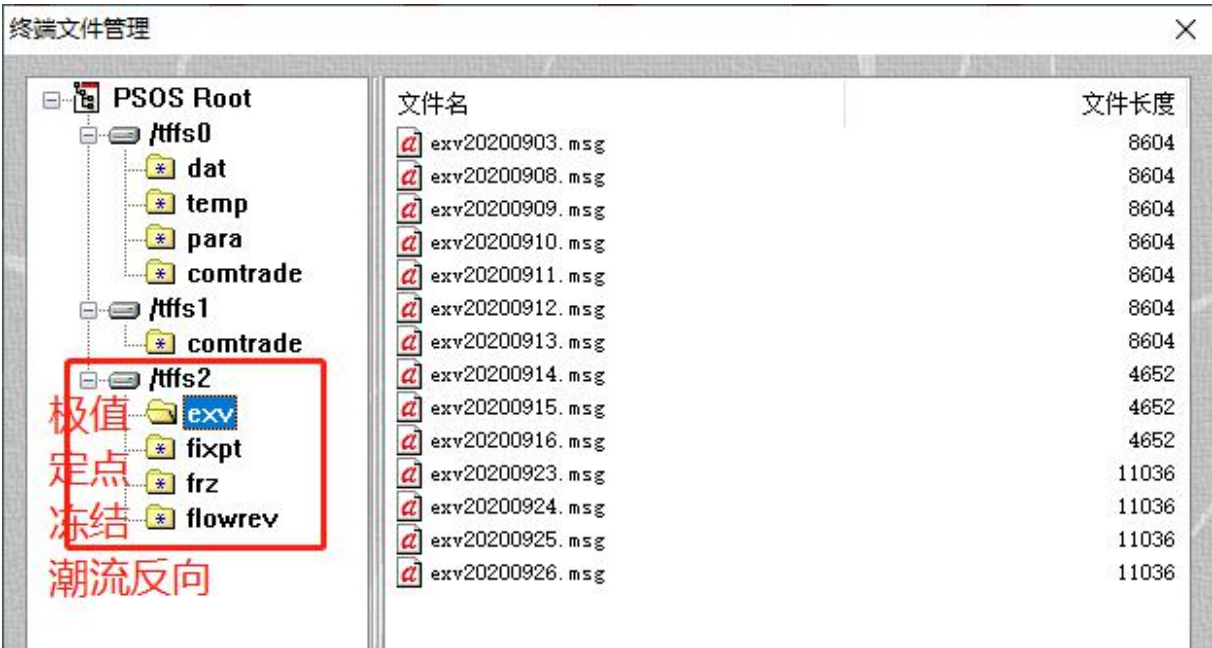 终端文件管理
PSOS Root
/tffs0
dat
temp
para
comtrade
/tffs1
comtrade
/tffs2
极值 exv
定点 fixpt
冻结 frz
潮流反向 flowrev
文件名 文件长度
exv20200903.msg 8604
exv20200908.msg 8604
exv20200909.msg 8604
exv20200910.msg 8604
exv20200911.msg 8604
exv20200912.msg 8604
exv20200913.msg 8604
exv20200914.msg 4652
exv20200915.msg 4652
exv20200916.msg 4652
exv20200923.msg 11036
exv20200924.msg 11036
exv20200925.msg 11036
exv20200926.msg 11036